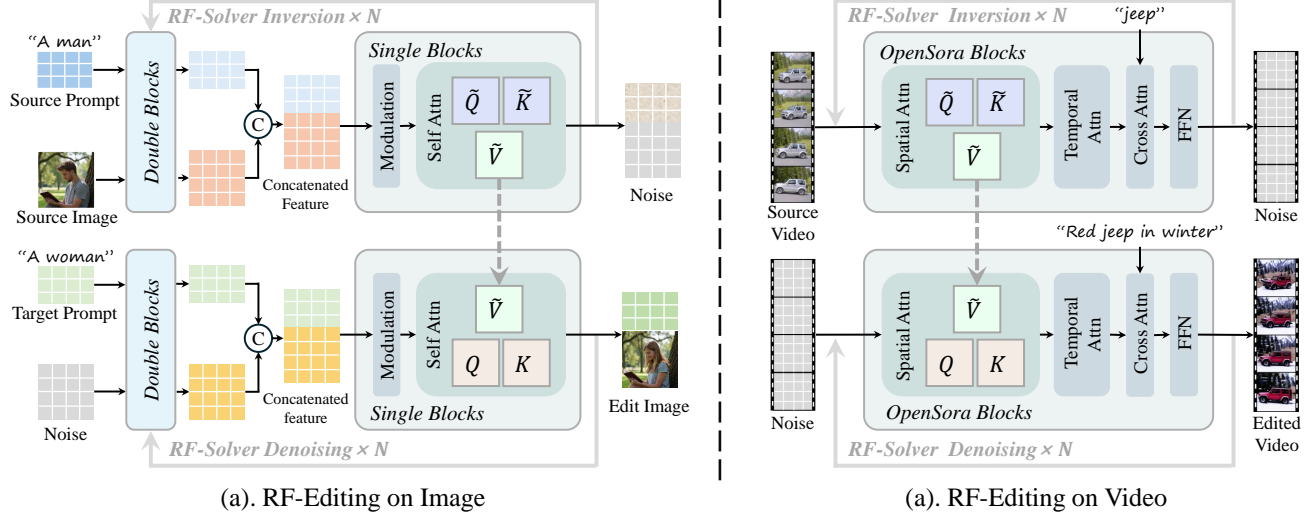 RF-Solver Inversion × N
"A man"
Source Prompt
Source Image
Double Blocks
C
Concatenated
Feature
Single Blocks
Modulation
Self Attn
Q̃
K̃
Ṽ
Noise
"A woman"
Target Prompt
Noise
Double Blocks
C
Concatenated
feature
Modulation
Self Attn
Ṽ
Q
K
Single Blocks
Edit Image
RF-Solver Denoising × N
(a). RF-Editing on Image
RF-Solver Inversion × N
"jeep"
Source
Video
OpenSora Blocks
Spatial Attn
Q̃
K̃
Ṽ
Temporal
Attn
Cross Attn
FFN
Noise
"Red jeep in winter"
Noise
Spatial Attn
Ṽ
Q
K
Temporal
Attn
Cross Attn
FFN
OpenSora Blocks
Edited
Video
RF-Solver Denoising × N
(a). RF-Editing on Video